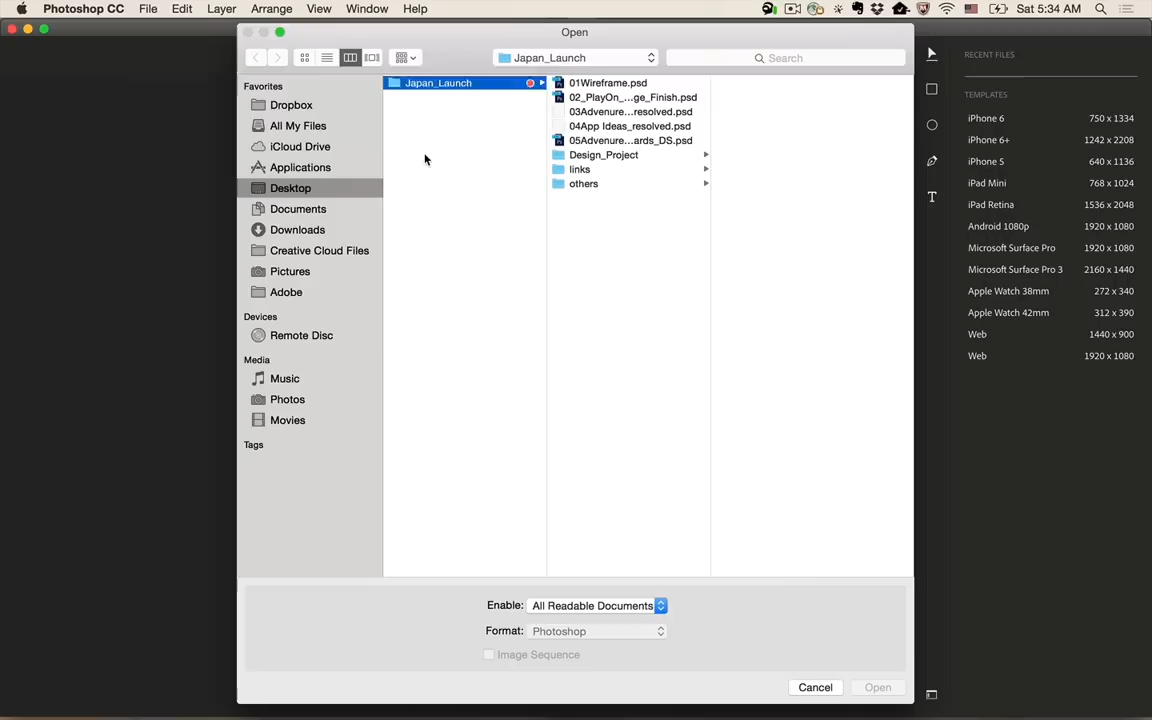 Photoshop CC File Edit Layer Arrange View Window Help Sat 5:34 AM
Open
Japan_Launch Search
Favorites
Dropbox
All My Files
iCloud Drive
Applications
Desktop
Documents
Downloads
Creative Cloud Files
Pictures
Adobe
Devices
Remote Disc
Media
Music
Photos
Movies
Tags
Japan_Launch
01Wireframe.psd
02_PlayOn_...ge_Finish.psd
03Advenure...resolved.psd
04App Ideas_resolved.psd
05Advenure...ards_DS.psd
Design_Project
links
others
Enable: All Readable Documents
Format: Photoshop
Image Sequence
Cancel Open
RECENT FILES
TEMPLATES
iPhone 6 750 x 1334
iPhone 6+ 1242 x 2208
iPhone 5 640 x 1136
iPad Mini 768 x 1024
iPad Retina 1536 x 2048
Android 1080p 1920 x 1080
Microsoft Surface Pro 1920 x 1080
Microsoft Surface Pro 3 2160 x 1440
Apple Watch 38mm 272 x 340
Apple Watch 42mm 312 x 390
Web 1440 x 900
Web 1920 x 1080